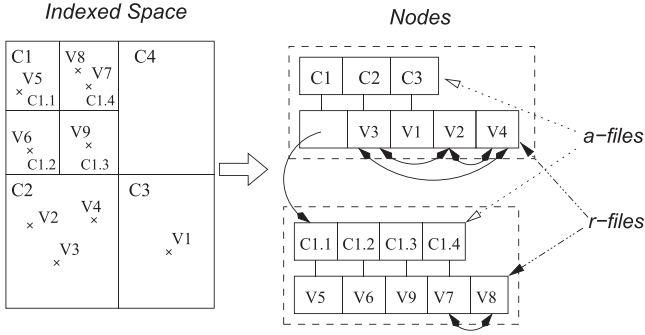 Indexed Space
Nodes
C1
V8
C4
V5
V7
C1.1
C1.4
V6
V9
C1.2
C1.3
C2
C3
V2
V4
V3
V1
C1 C2 C3
V3 V1 V2 V4
a-files
r-files
C1.1 C1.2 C1.3 C1.4
V5 V6 V9 V7 V8